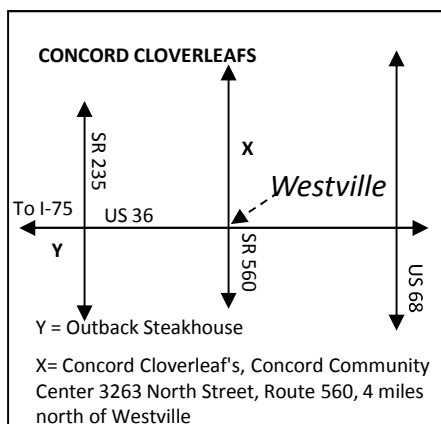 CONCORD CLOVERLEAFS
SR 235
X
Westville
To I-75
US 36
Y
SR 560
US 68
Y = Outback Steakhouse
X= Concord Cloverleaf's, Concord Community
Center 3263 North Street, Route 560, 4 miles
north of Westville